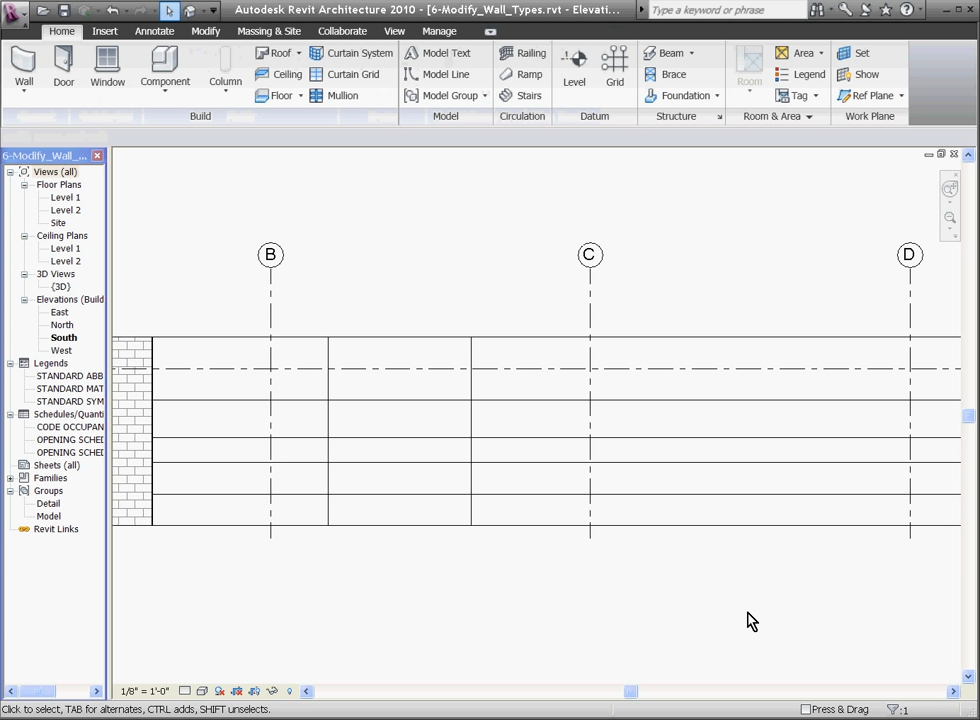 Autodesk Revit Architecture 2010 - [6-Modify_Wall_Types.rvt - Elevati...
Type a keyword or phrase
Home Insert Annotate Modify Massing & Site Collaborate View Manage
Wall Door Window Component Column
Roof Curtain System
Ceiling Curtain Grid
Floor Mullion
Build
Model Text
Model Line
Model Group
Model
Railing
Ramp
Stairs
Circulation
Level Grid
Datum
Beam
Brace
Foundation
Structure
Room
Area
Legend
Tag
Room & Area
Set
Show
Ref Plane
Work Plane
6-Modify_Wall_...
Views (all)
Floor Plans
Level 1
Level 2
Site
Ceiling Plans
Level 1
Level 2
3D Views
{3D}
Elevations (Build
East
North
South
West
Legends
STANDARD ABB
STANDARD MAT
STANDARD SYM
Schedules/Quanti
CODE OCCUPAN
OPENING SCHED
OPENING SCHED
Sheets (all)
Families
Groups
Detail
Model
Revit Links
B C D
1/8" = 1'-0"
Click to select, TAB for alternates, CTRL adds, SHIFT unselects.
Press & Drag
:1